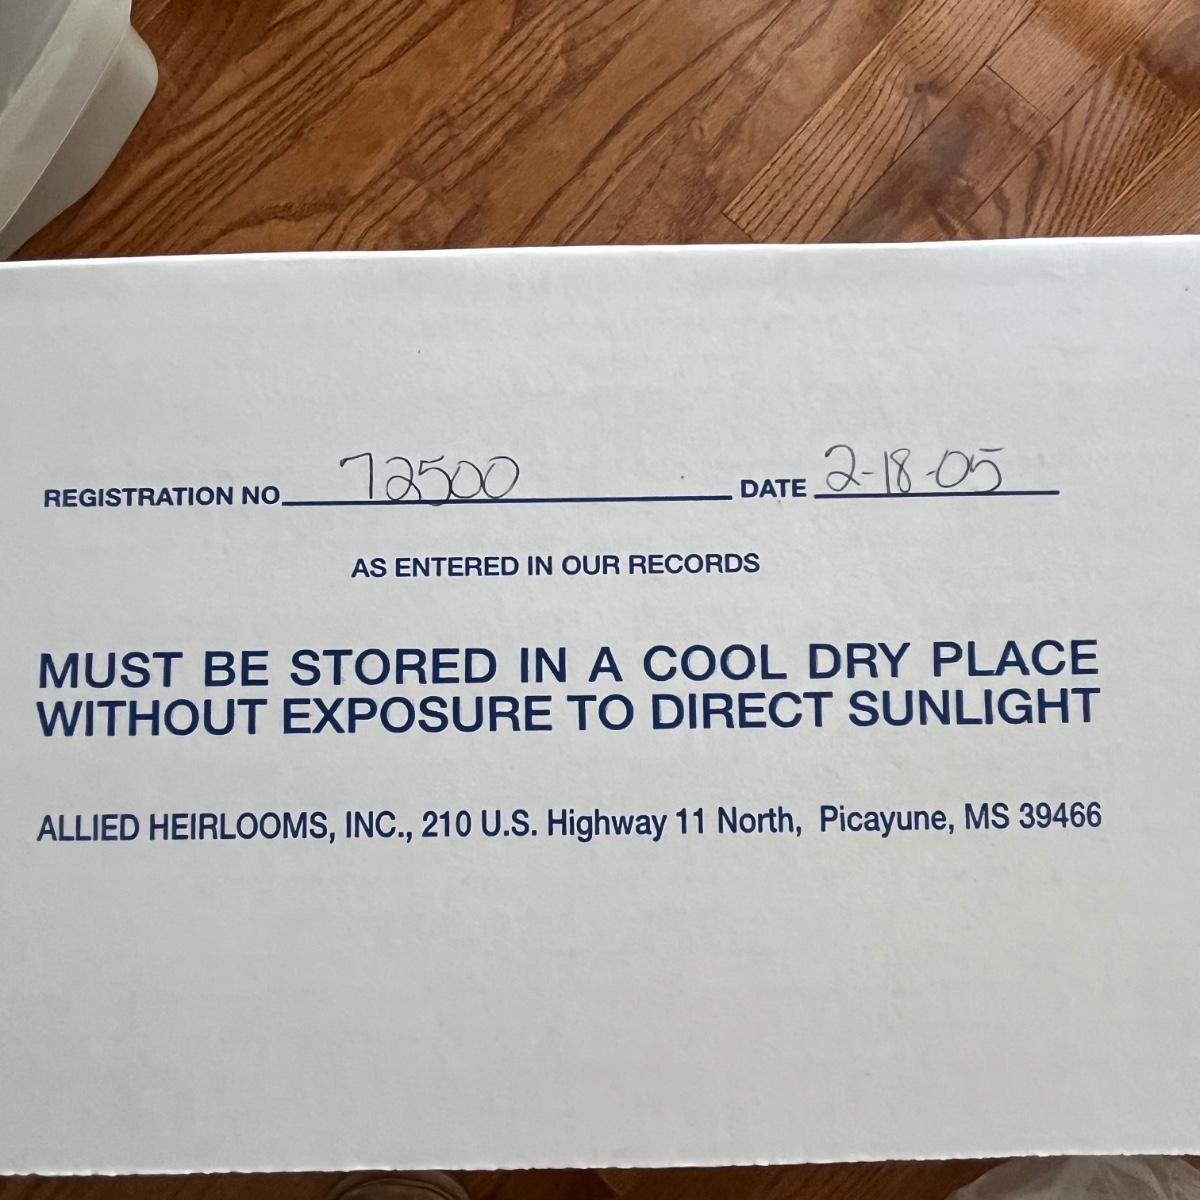 REGISTRATION NO. 72500 DATE 2-18-05
AS ENTERED IN OUR RECORDS
MUST BE STORED IN A COOL DRY PLACE
WITHOUT EXPOSURE TO DIRECT SUNLIGHT
ALLIED HEIRLOOMS, INC., 210 U.S. Highway 11 North, Picayune, MS 39466